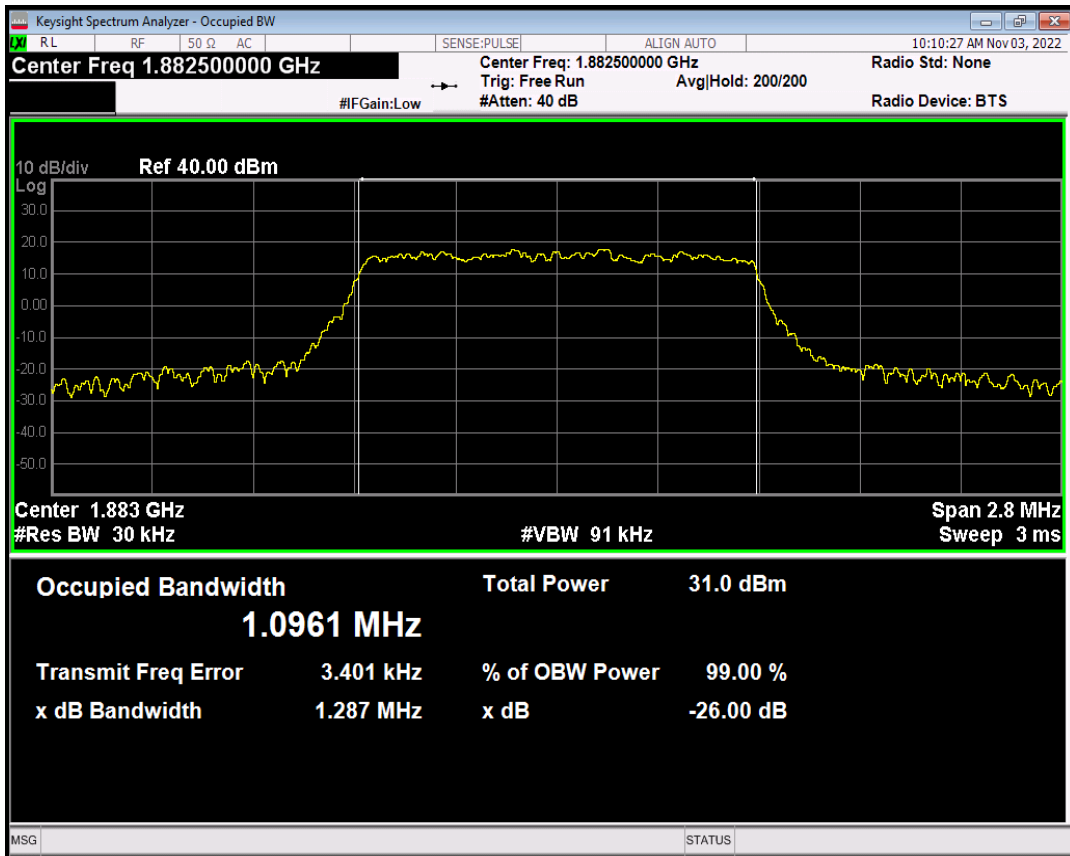 Keysight Spectrum Analyzer - Occupied BW
LXI RL RF 50 Ω AC SENSE:PULSE ALIGN AUTO 10:10:27 AM Nov 03, 2022
Center Freq 1.882500000 GHz Center Freq: 1.882500000 GHz Radio Std: None
Trig: Free Run Avg|Hold: 200/200
#IFGain:Low #Atten: 40 dB Radio Device: BTS
10 dB/div Ref 40.00 dBm
Log
30.0
20.0
10.0
0.00
-10.0
-20.0
-30.0
-40.0
-50.0
Center 1.883 GHz Span 2.8 MHz
#Res BW 30 kHz #VBW 91 kHz Sweep 3 ms
Occupied Bandwidth Total Power 31.0 dBm
1.0961 MHz
Transmit Freq Error 3.401 kHz % of OBW Power 99.00 %
x dB Bandwidth 1.287 MHz x dB -26.00 dB
MSG STATUS